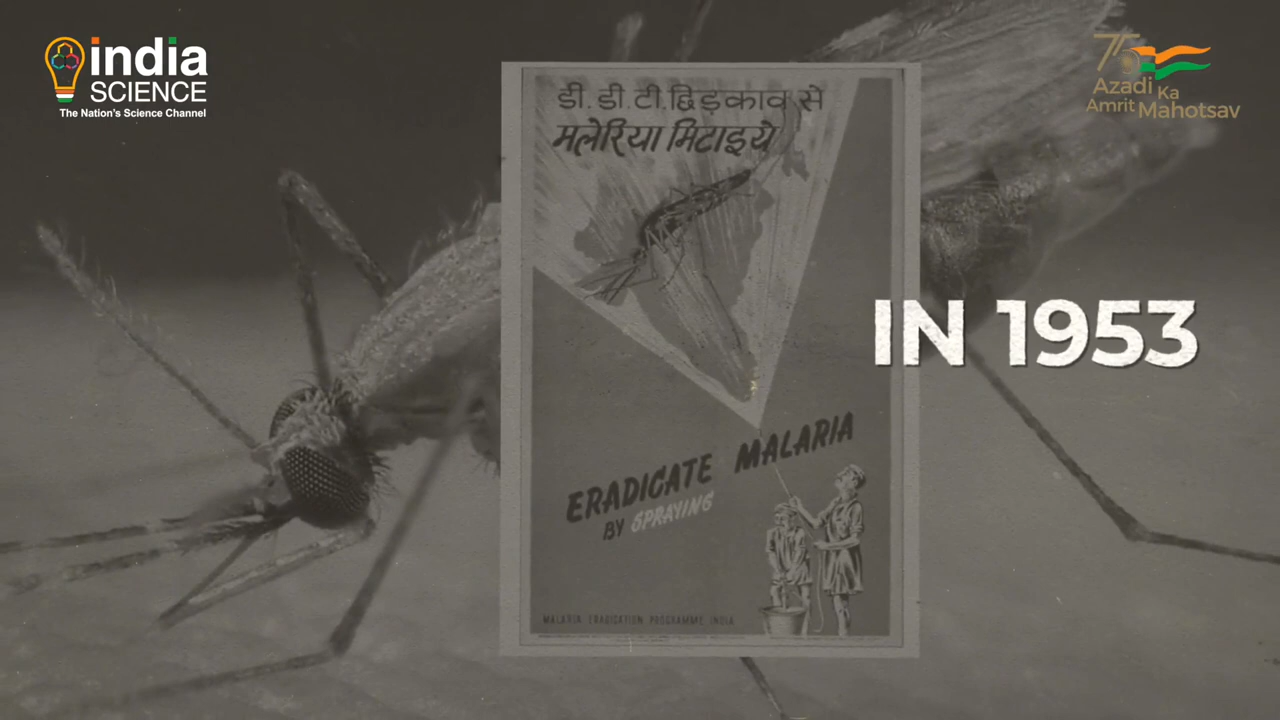 india
SCIENCE
The Nation's Science Channel
75
Azadi Ka
Amrit Mahotsav
डी. डी. टी. छिड़काव से
मलेरिया मिटाइये
IN 1953
ERADICATE MALARIA
BY SPRAYING
MALARIA ERADICATION PROGRAMME INDIA